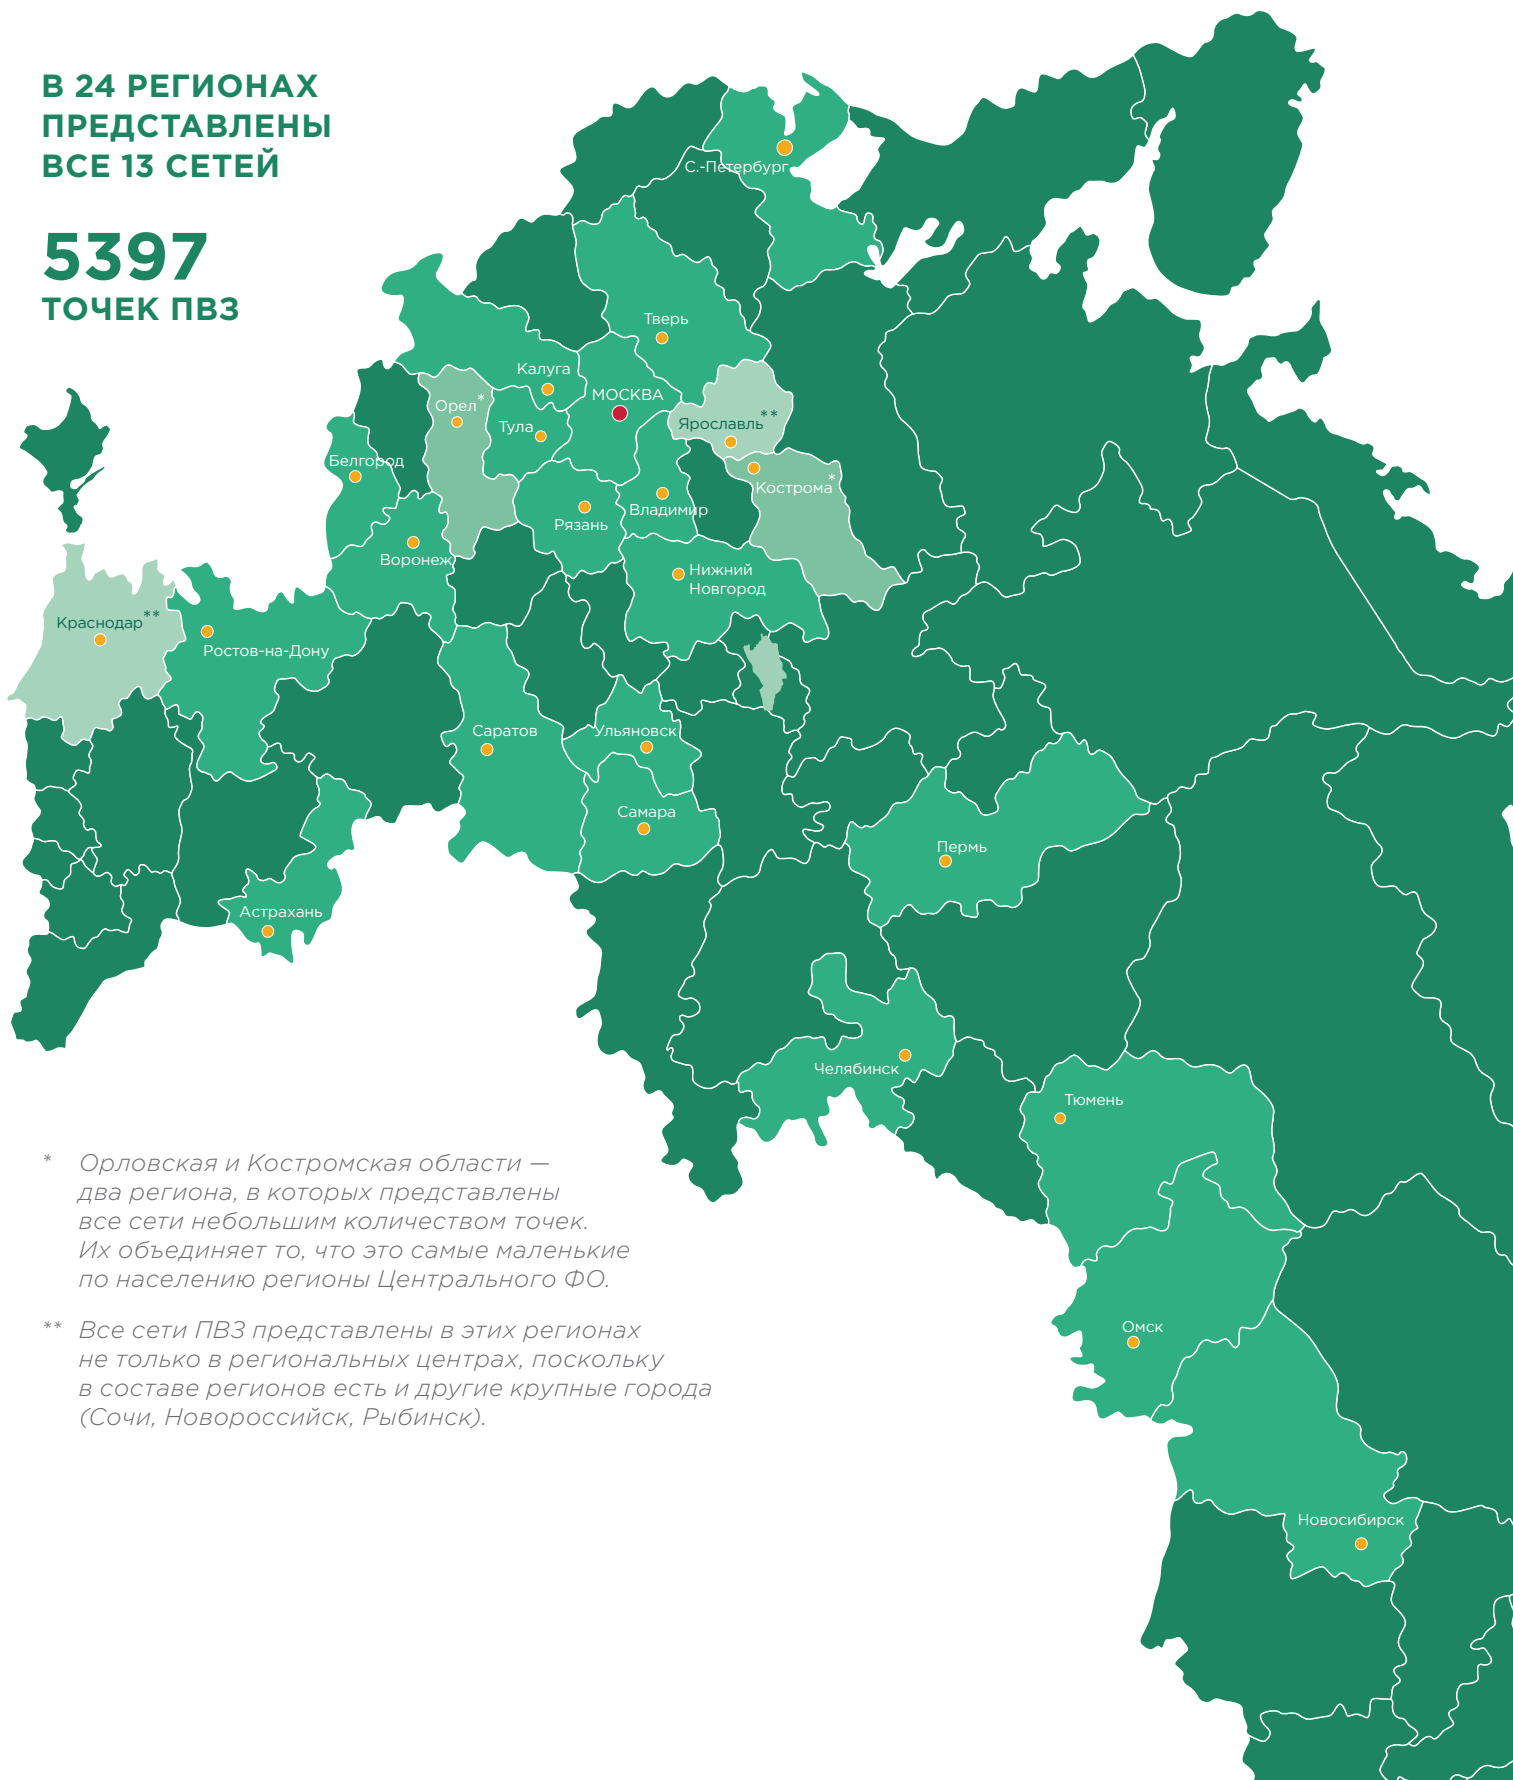 В 24 РЕГИОНАХ
ПРЕДСТАВЛЕНЫ
ВСЕ 13 СЕТЕЙ
5397
ТОЧЕК ПВЗ
С.-Петербург
Тверь
Калуга
МОСКВА
Орел*
Ярославль**
Тула
Белгород
Кострома*
Владимир
Рязань
Воронеж
Нижний
Новгород
Краснодар**
Ростов-на-Дону
Саратов
Ульяновск
Самара
Пермь
Астрахань
Челябинск
Тюмень
Омск
Новосибирск
* Орловская и Костромская области —
два региона, в которых представлены
все сети небольшим количеством точек.
Их объединяет то, что это самые маленькие
по населению регионы Центрального ФО.
** Все сети ПВЗ представлены в этих регионах
не только в региональных центрах, поскольку
в составе регионов есть и другие крупные города
(Сочи, Новороссийск, Рыбинск).